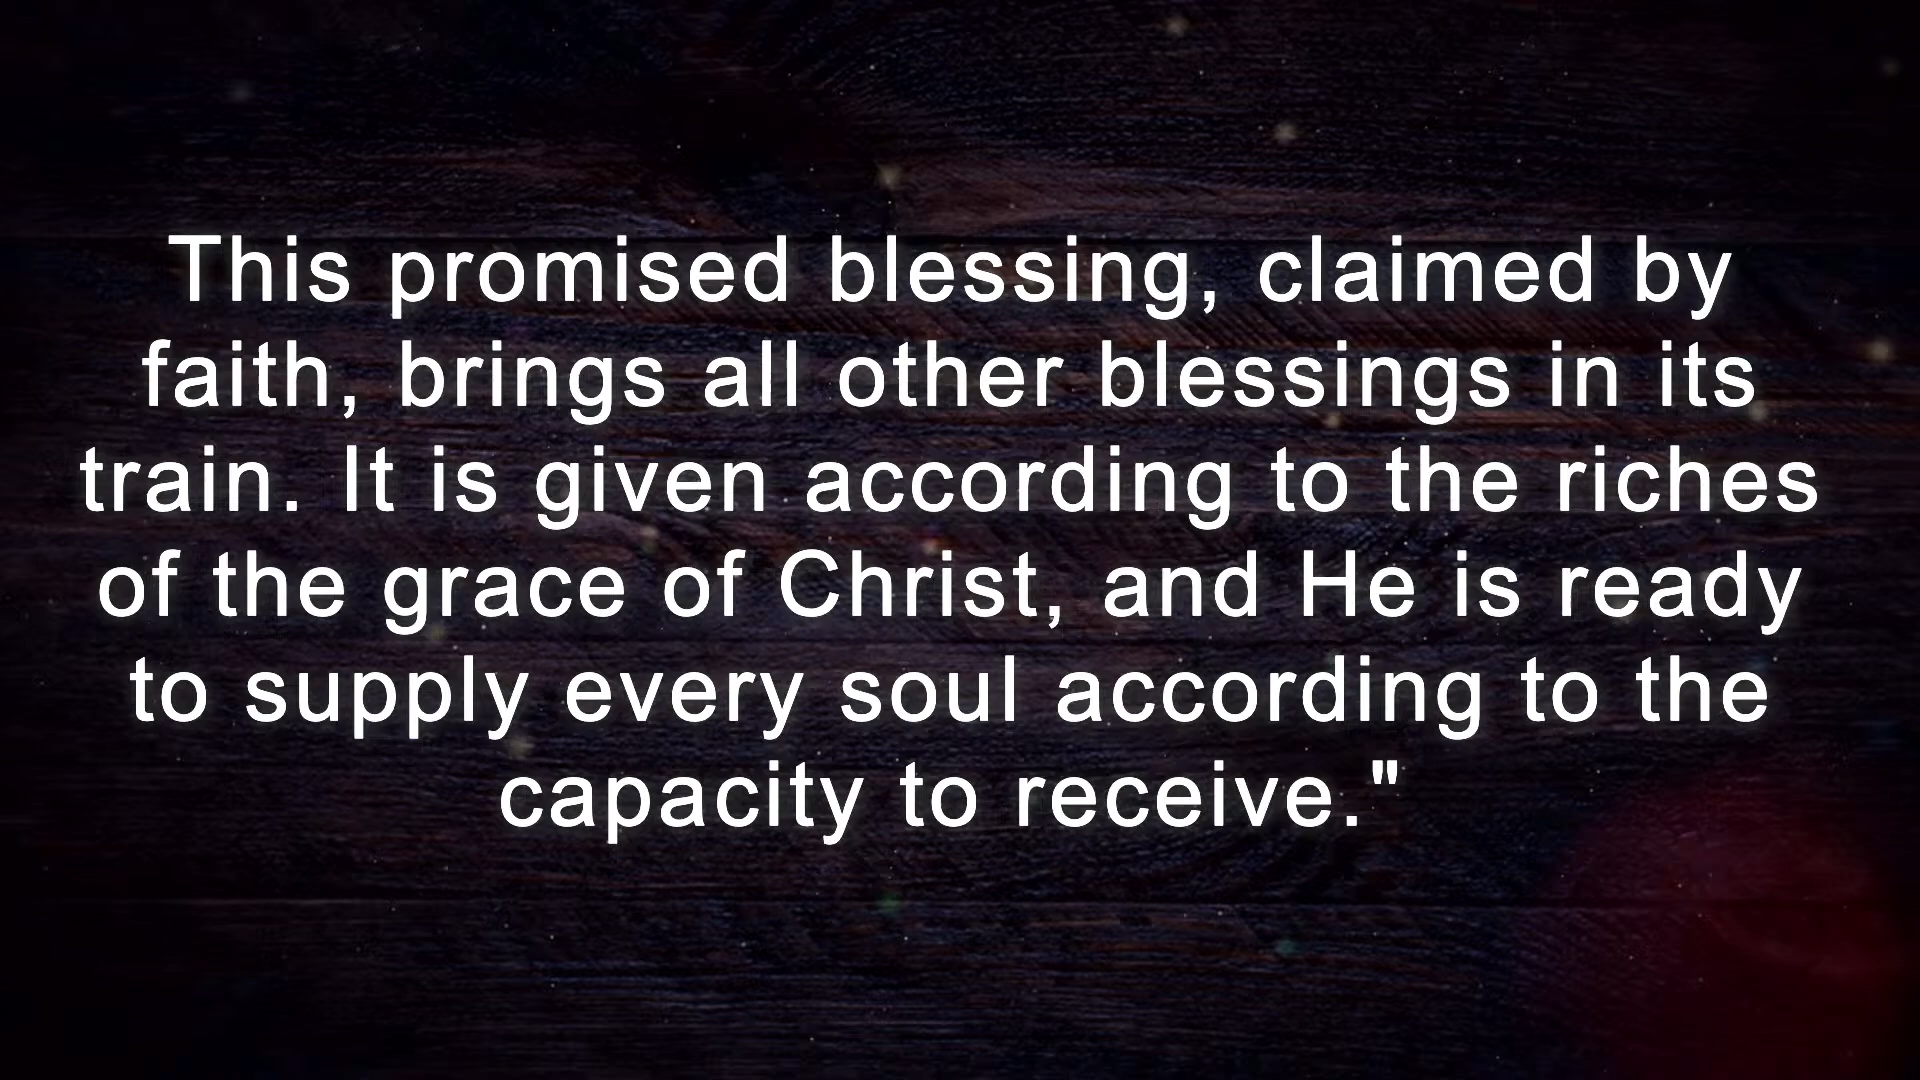 This promised blessing, claimed by
faith, brings all other blessings in its
train. It is given according to the riches
of the grace of Christ, and He is ready
to supply every soul according to the
capacity to receive."